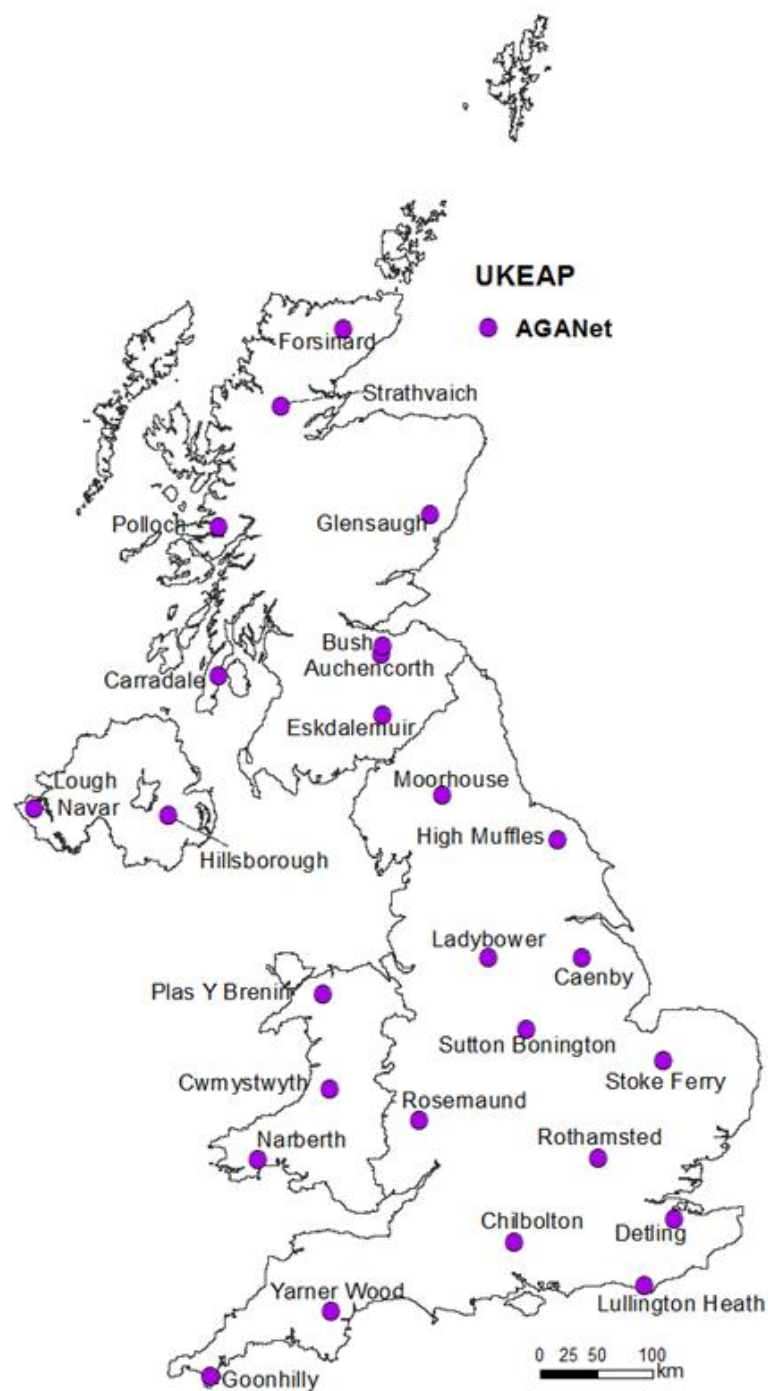 UKEAP
AGANet
Forsinard
Strathvaich
Polloch
Glensaugh
Bush
Auchencorth
Carradale
Eskdalemuir
Lough
Navar
Moorhouse
High Muffles
Hillsborough
Ladybower
Caenby
Plas Y Brenin
Sutton Bonington
Stoke Ferry
Cwmystwyth
Rosemaund
Narberth
Rothamsted
Chilbolton
Detling
Yarner Wood
Lullington Heath
Goonhilly
0 25 50 100
km